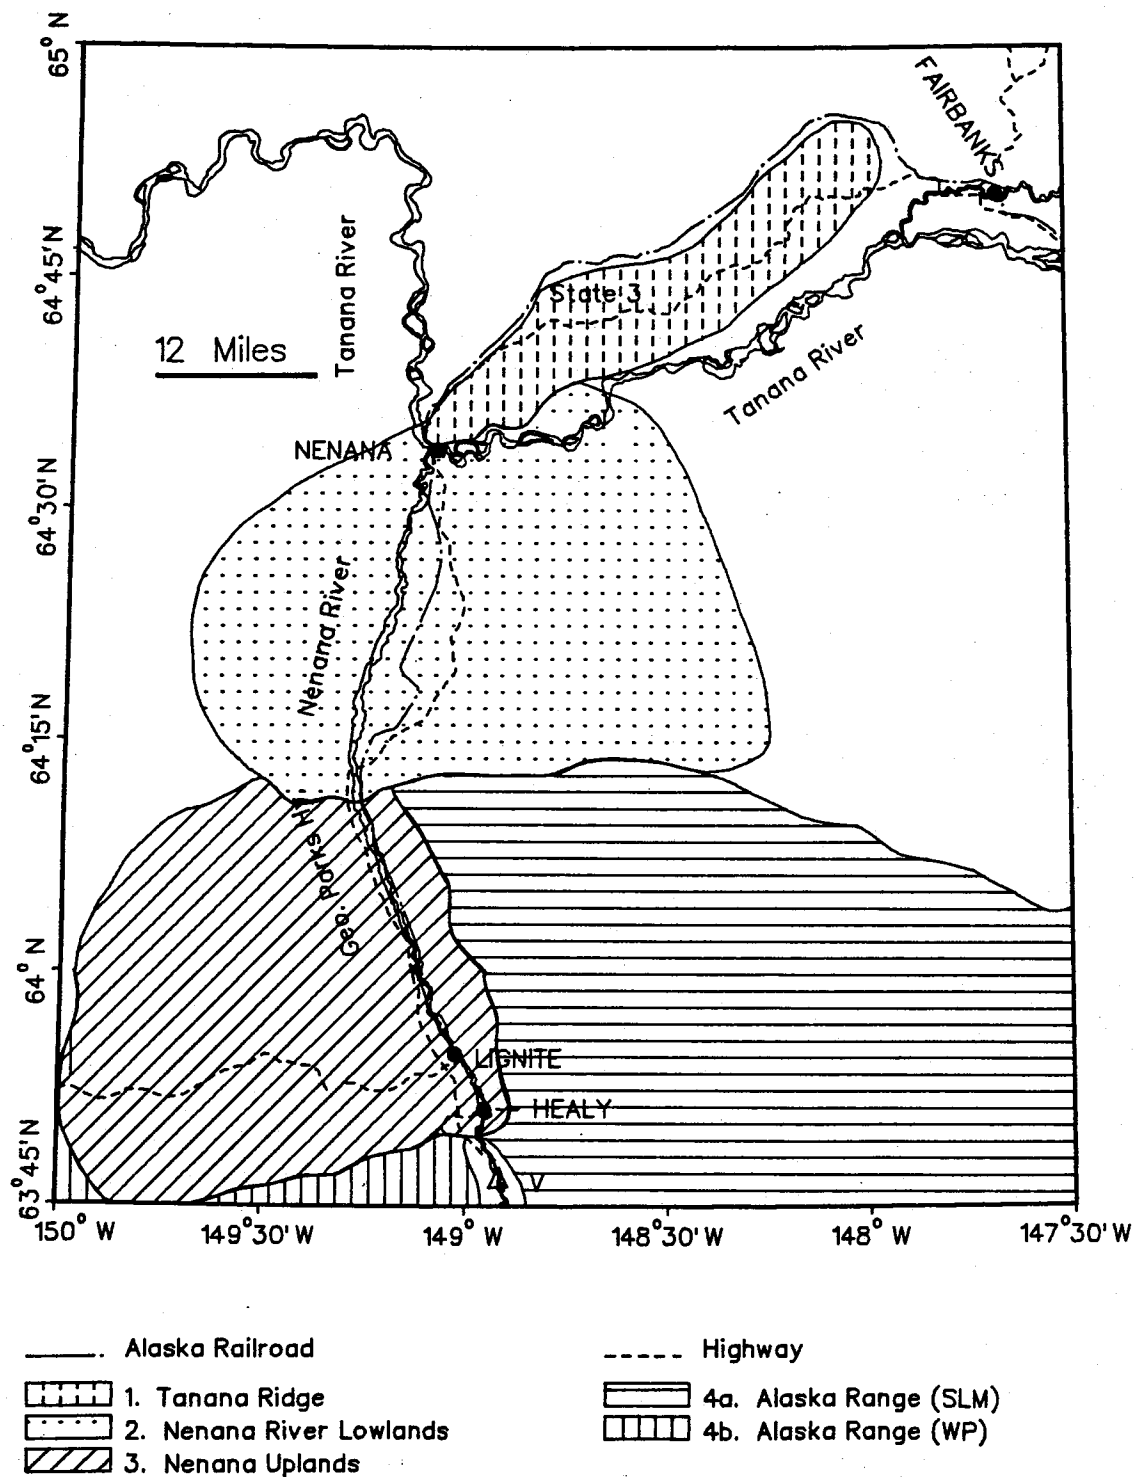 65° N
FAIRBANKS
Tanana River
64°45'N
State 3
12 Miles
Tanana River
NENANA
64°30'N
Nenana River
64°15'N
Geo. parks H
64° N
LIGNITE
HEALY
63°45'N
V
150° W
149°30'W
149° W
148°30'W
148° W
147°30'W
Alaska Railroad
Highway
1. Tanana Ridge
4a. Alaska Range (SLM)
2. Nenana River Lowlands
4b. Alaska Range (WP)
3. Nenana Uplands